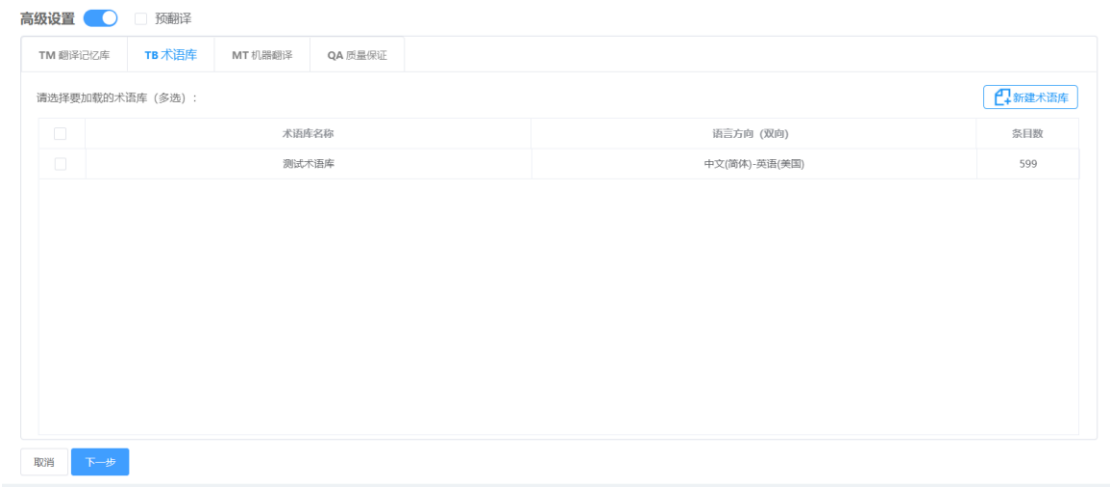 高级设置 预翻译
TM 翻译记忆库 TB 术语库 MT 机器翻译 QA 质量保证
请选择要加载的术语库（多选）： 新建术语库
术语库名称 语言方向（双向） 条目数
测试术语库 中文(简体)-英语(美国) 599
取消 下一步